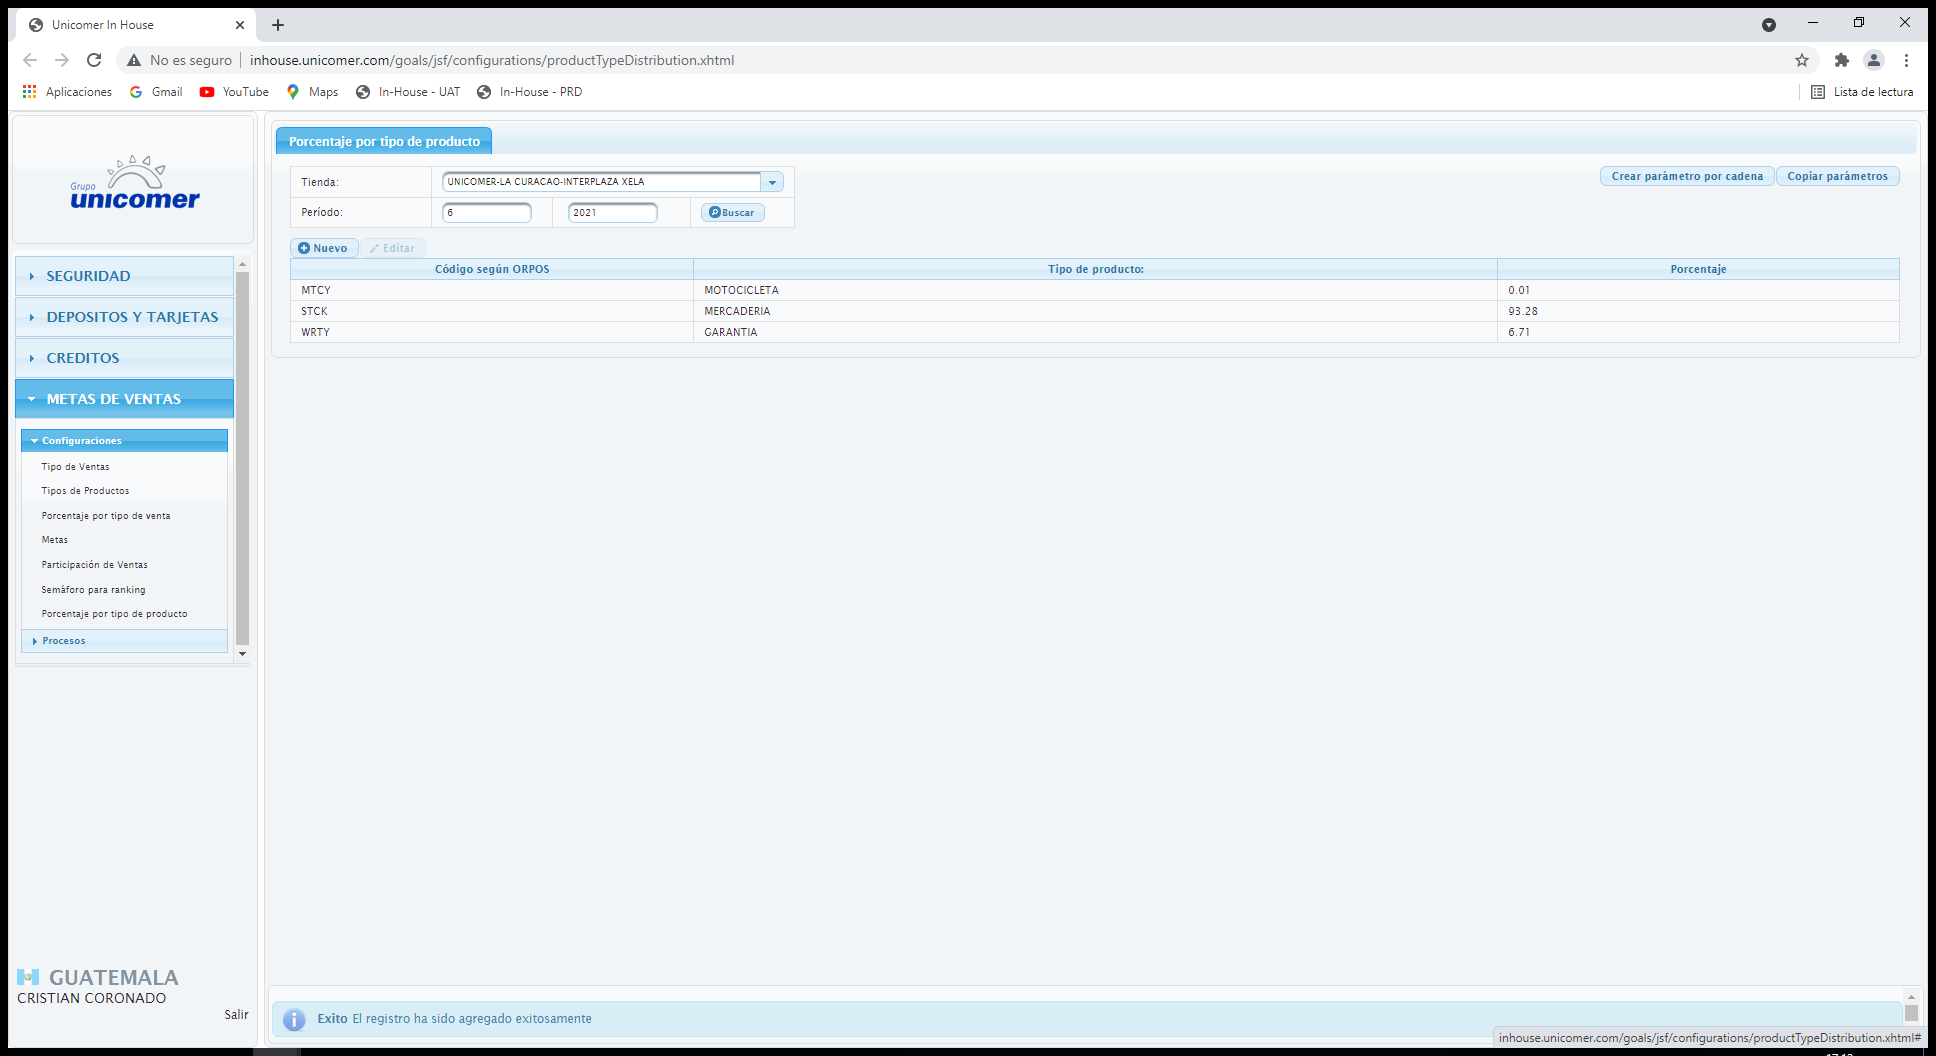 Unicomer In House
No es seguro inhouse.unicomer.com/goals/jsf/configurations/productTypeDistribution.xhtml
Aplicaciones Gmail YouTube Maps In-House - UAT In-House - PRD Lista de lectura
Grupo
unicomer
SEGURIDAD
DEPOSITOS Y TARJETAS
CREDITOS
METAS DE VENTAS
Configuraciones
Tipo de Ventas
Tipos de Productos
Porcentaje por tipo de venta
Metas
Participación de Ventas
Semáforo para ranking
Porcentaje por tipo de producto
Procesos
GUATEMALA
CRISTIAN CORONADO
Salir
Porcentaje por tipo de producto
Tienda: UNICOMER-LA CURACAO-INTERPLAZA XELA
Crear parámetro por cadena Copiar parámetros
Período: 6 2021 Buscar
Nuevo Editar
Código según ORPOS Tipo de producto: Porcentaje
MTCY MOTOCICLETA 0.01
STCK MERCADERIA 93.28
WRTY GARANTIA 6.71
Exito El registro ha sido agregado exitosamente
inhouse.unicomer.com/goals/jsf/configurations/productTypeDistribution.xhtml#